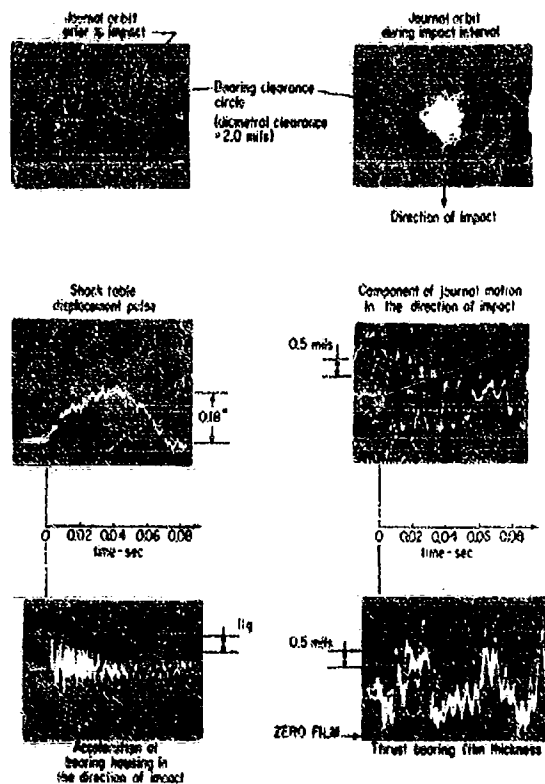 Journal orbit
prior to impact
Journal orbit
during impact interval
Bearing clearance
circle
(diametral clearance
= 2.0 mils)
Direction of impact
Shock table
displacement pulse
Component of journal motion
in the direction of impact
0.5 mils
0.18"
0 0.02 0.04 0.06 0.08
time-sec
0 0.02 0.04 0.06 0.08
time-sec
11g
0.5 mils
ZERO FILM
Acceleration of
bearing housing in
the direction of impact
Thrust bearing film thickness